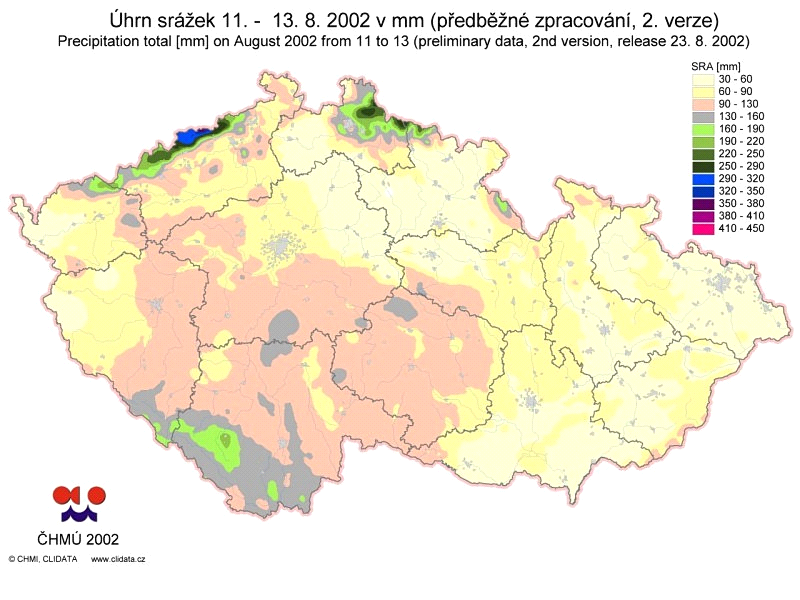 Úhrn srážek 11. - 13. 8. 2002 v mm (předběžné zpracování, 2. verze)
Precipitation total [mm] on August 2002 from 11 to 13 (preliminary data, 2nd version, release 23. 8. 2002)
SRA [mm]
30 - 60
60 - 90
90 - 130
130 - 160
160 - 190
190 - 220
220 - 250
250 - 290
290 - 320
320 - 350
350 - 380
380 - 410
410 - 450
ČHMÚ 2002
© CHMI, CLIDATA www.clidata.cz